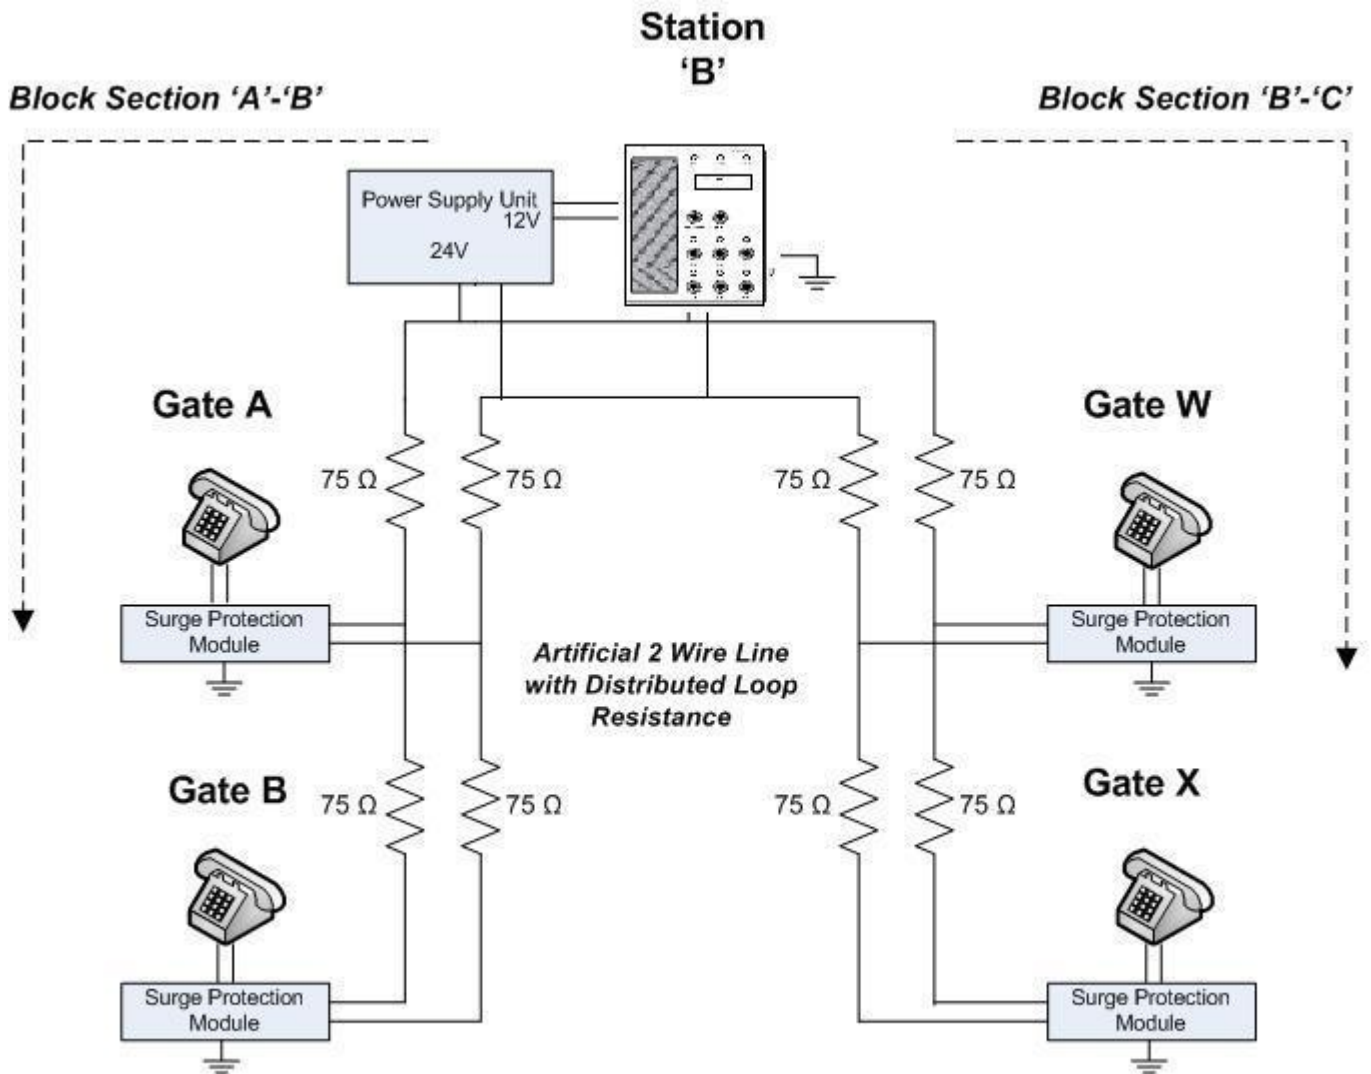 Station
‘B’
Block Section ‘A’-‘B’
Block Section ‘B’-‘C’
Power Supply Unit
12V
24V
Gate A
Gate W
75 Ω
75 Ω
75 Ω
75 Ω
Surge Protection
Module
Surge Protection
Module
Artificial 2 Wire Line
with Distributed Loop
Resistance
Gate B
Gate X
75 Ω
75 Ω
75 Ω
75 Ω
Surge Protection
Module
Surge Protection
Module